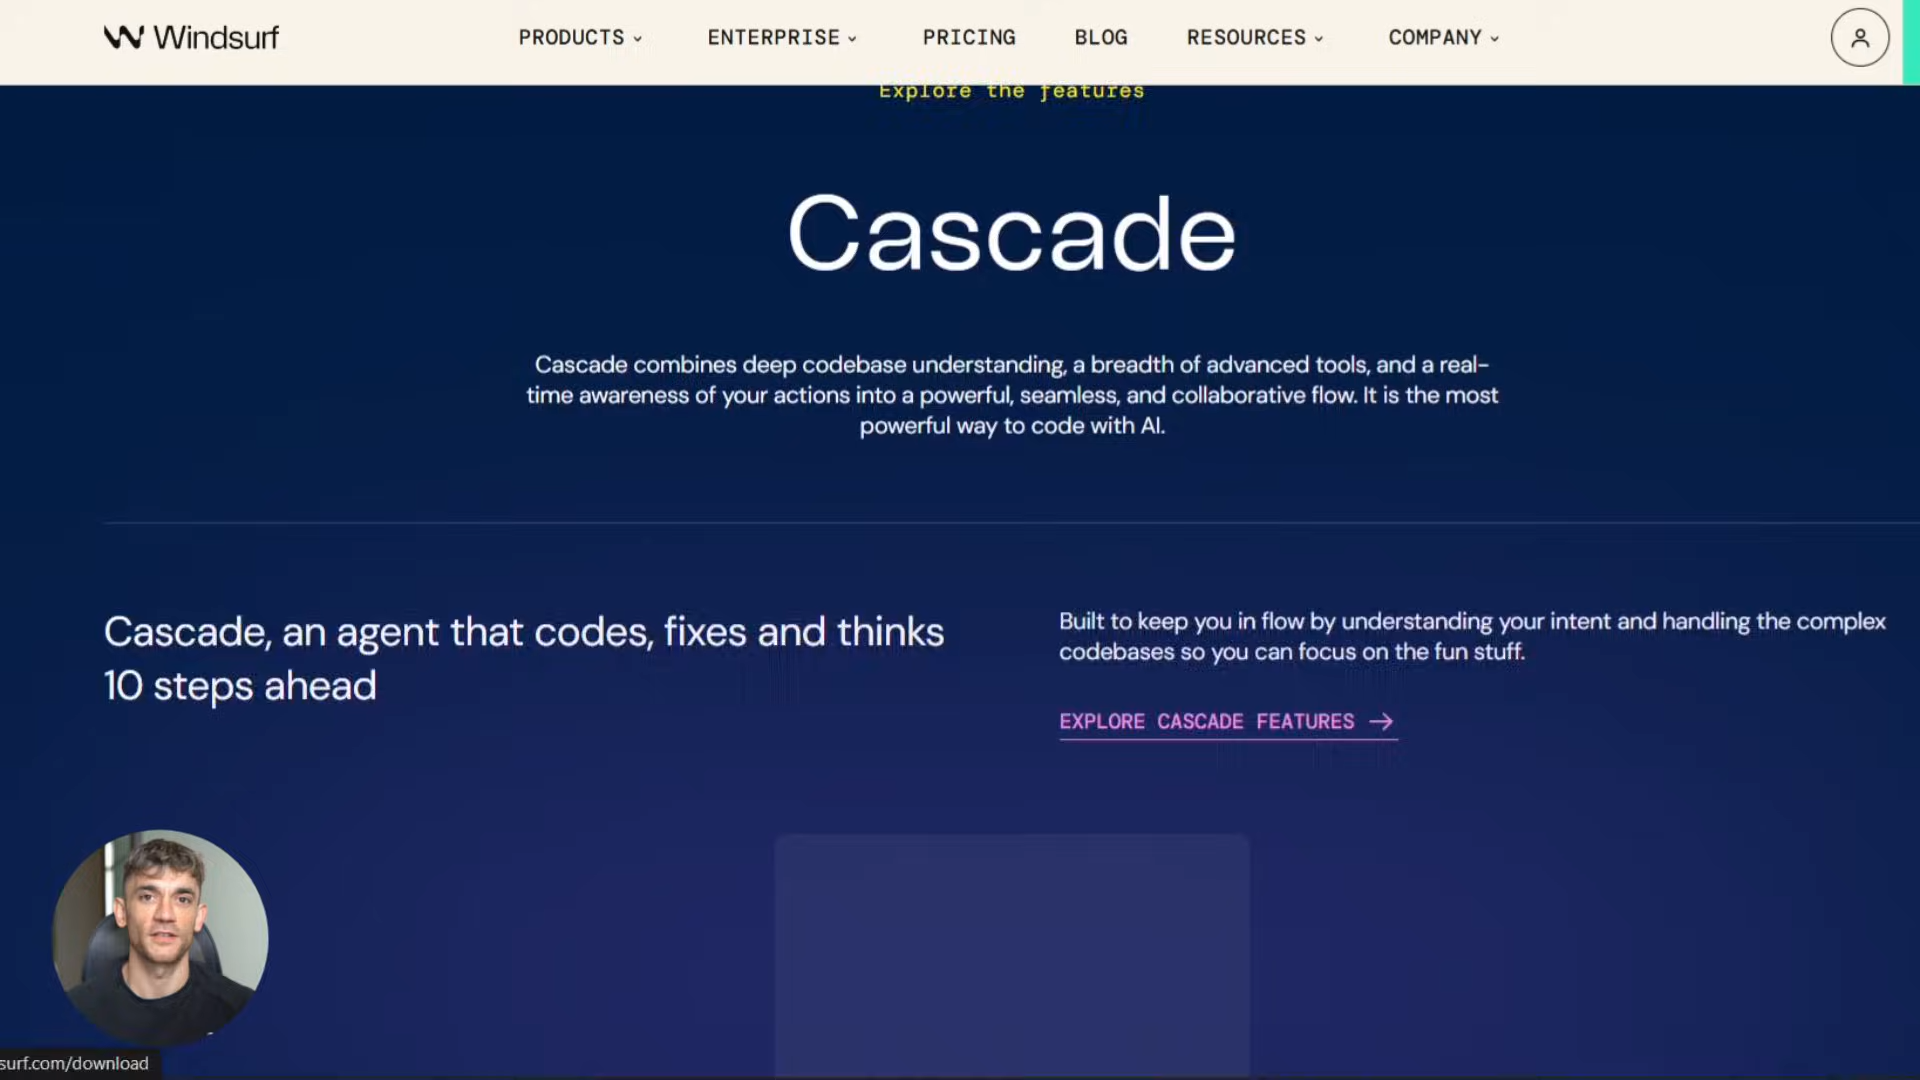 Windsurf
PRODUCTS
ENTERPRISE
PRICING
BLOG
RESOURCES
COMPANY
Explore the features
Cascade
Cascade combines deep codebase understanding, a breadth of advanced tools, and a real-
time awareness of your actions into a powerful, seamless, and collaborative flow. It is the most
powerful way to code with AI.
Cascade, an agent that codes, fixes and thinks
10 steps ahead
Built to keep you in flow by understanding your intent and handling the complex
codebases so you can focus on the fun stuff.
EXPLORE CASCADE FEATURES →
surf.com/download